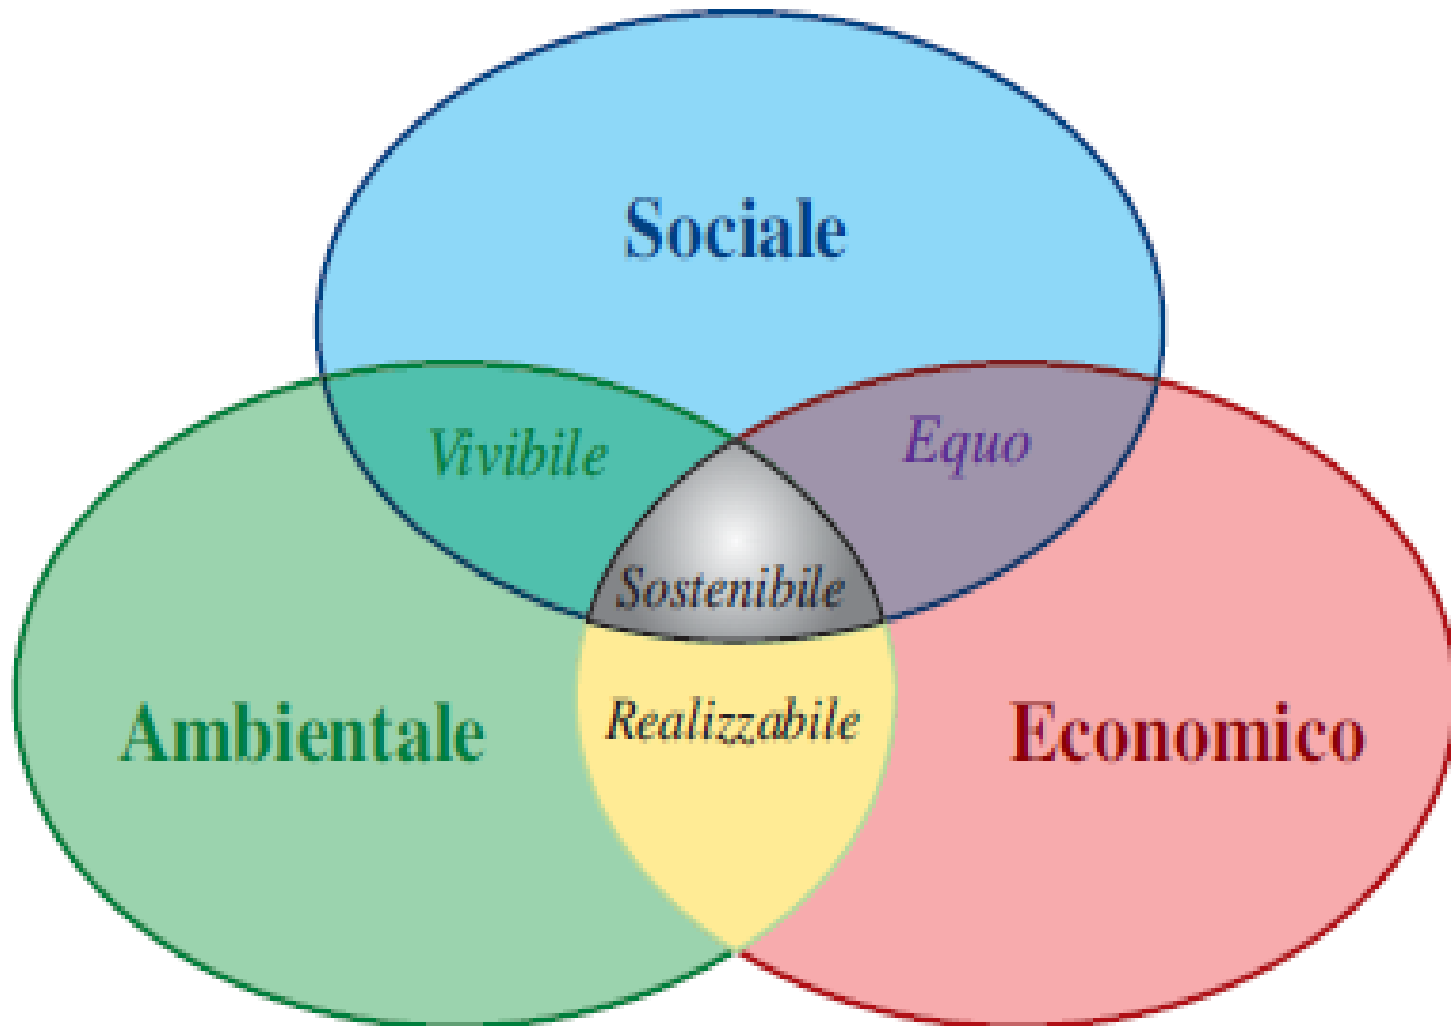 Sociale
Vivibile
Equo
Sostenibile
Realizzabile
Ambientale
Economico